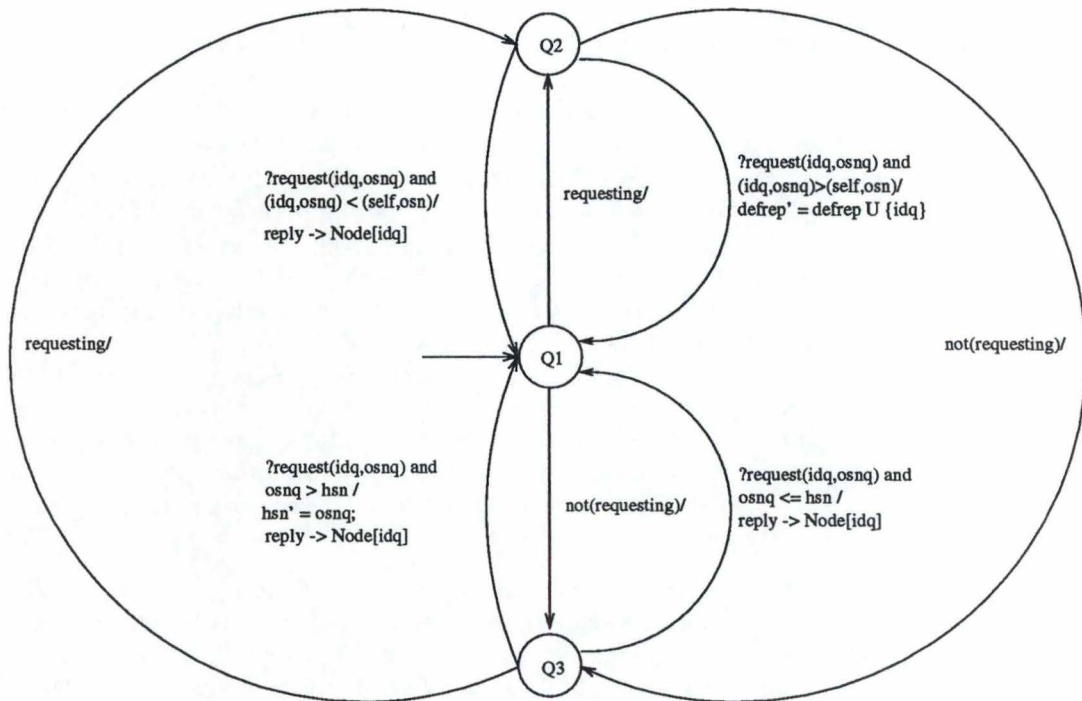 Q2
?request(idq,osnq) and
(idq,osnq) < (self,osn)/
reply -> Node[idq]
requesting/
?request(idq,osnq) and
(idq,osnq)>(self,osn)/
defrep' = defrep U {idq}
requesting/
Q1
not(requesting)/
?request(idq,osnq) and
osnq > hsn /
hsn' = osnq;
reply -> Node[idq]
not(requesting)/
?request(idq,osnq) and
osnq <= hsn /
reply -> Node[idq]
Q3